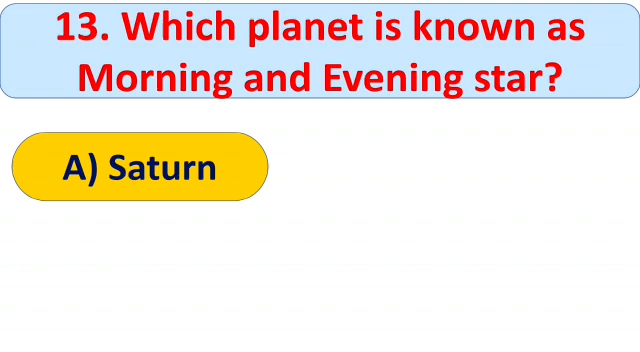 13. Which planet is known as
Morning and Evening star?
A) Saturn